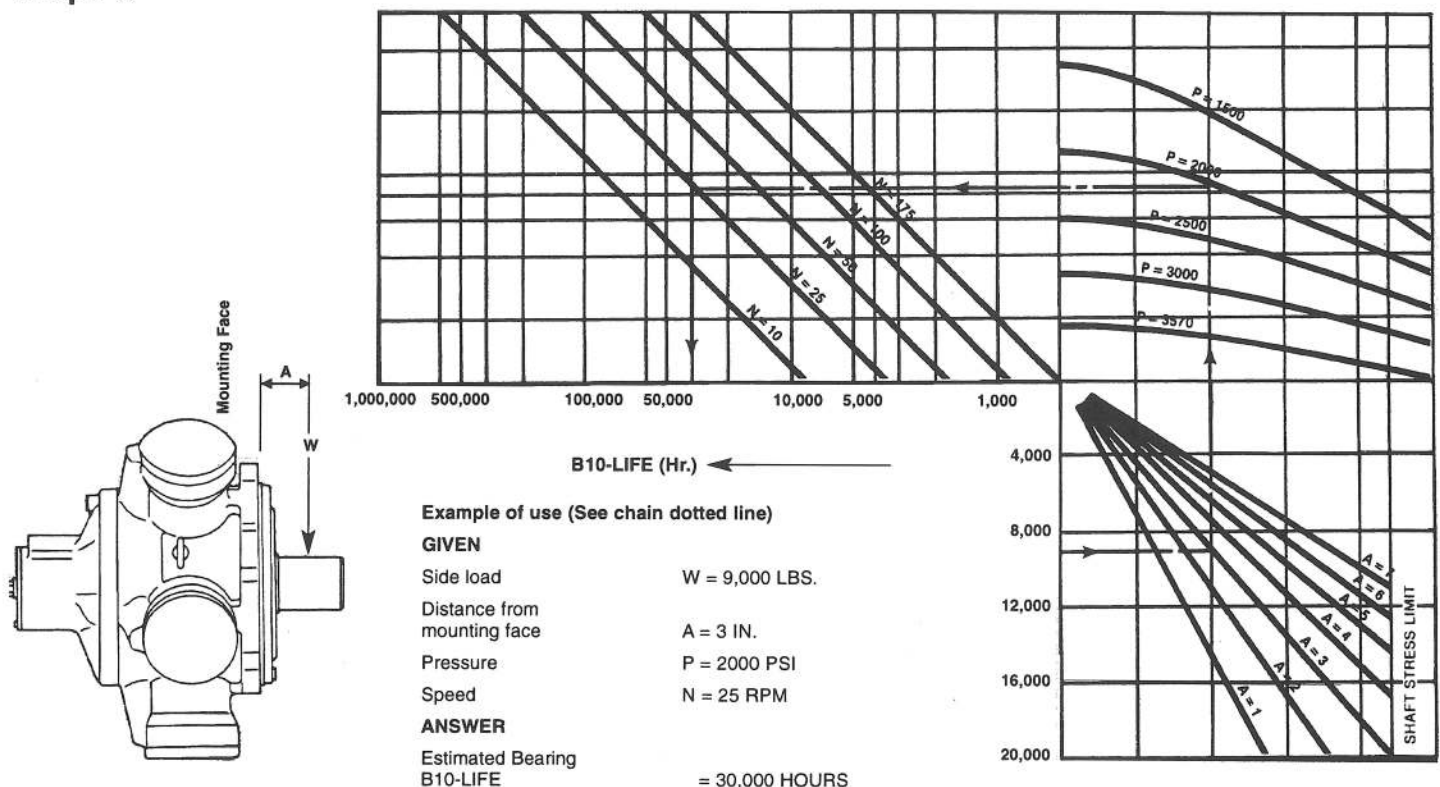 P = 1500
P = 2000
P = 2500
P = 3000
P = 3570
N = 175
N = 100
N = 50
N = 25
N = 10
1,000,000
500,000
100,000
50,000
10,000
5,000
1,000
B10-LIFE (Hr.)
Mounting Face
A
W
4,000
8,000
12,000
16,000
20,000
A = 7
A = 6
A = 5
A = 4
A = 3
A = 2
A = 1
SHAFT STRESS LIMIT
Example of use (See chain dotted line)
GIVEN
Side load W = 9,000 LBS.
Distance from
mounting face A = 3 IN.
Pressure P = 2000 PSI
Speed N = 25 RPM
ANSWER
Estimated Bearing
B10-LIFE = 30,000 HOURS